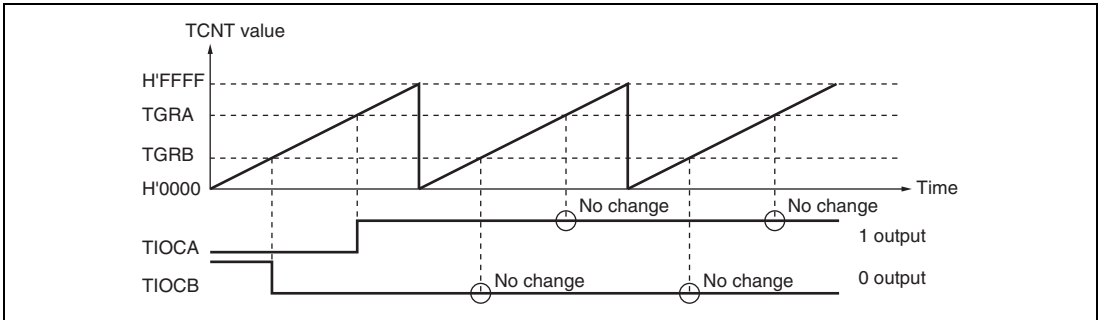 TCNT value
H'FFFF
TGRA
TGRB
H'0000
Time
No change
No change
1 output
TIOCA
No change
No change
0 output
TIOCB